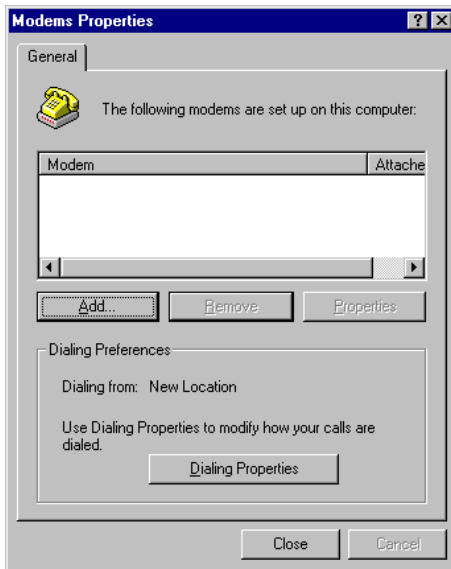 Modems Properties
General
The following modems are set up on this computer:
Modem Attache
Add... Remove Properties
Dialing Preferences
Dialing from: New Location
Use Dialing Properties to modify how your calls are
dialed.
Dialing Properties
Close Cancel